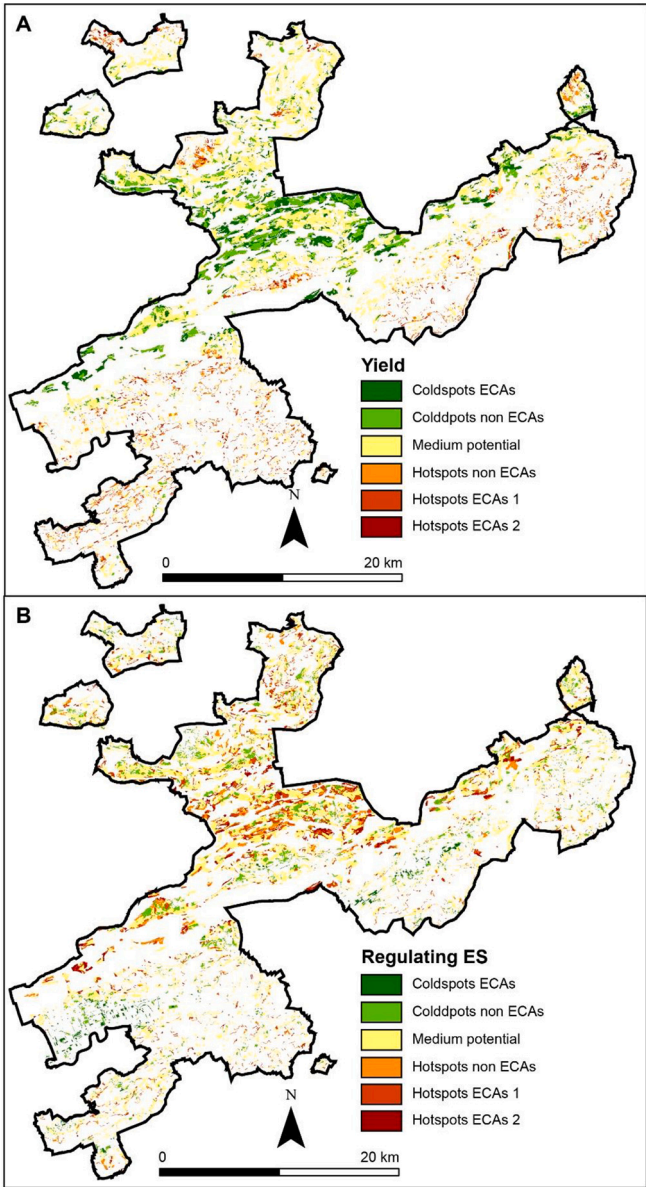 A
Yield
Coldspots ECAs
Colddpots non ECAs
Medium potential
Hotspots non ECAs
Hotspots ECAs 1
Hotspots ECAs 2
N
0 20 km
B
Regulating ES
Coldspots ECAs
Colddpots non ECAs
Medium potential
Hotspots non ECAs
Hotspots ECAs 1
Hotspots ECAs 2
N
0 20 km